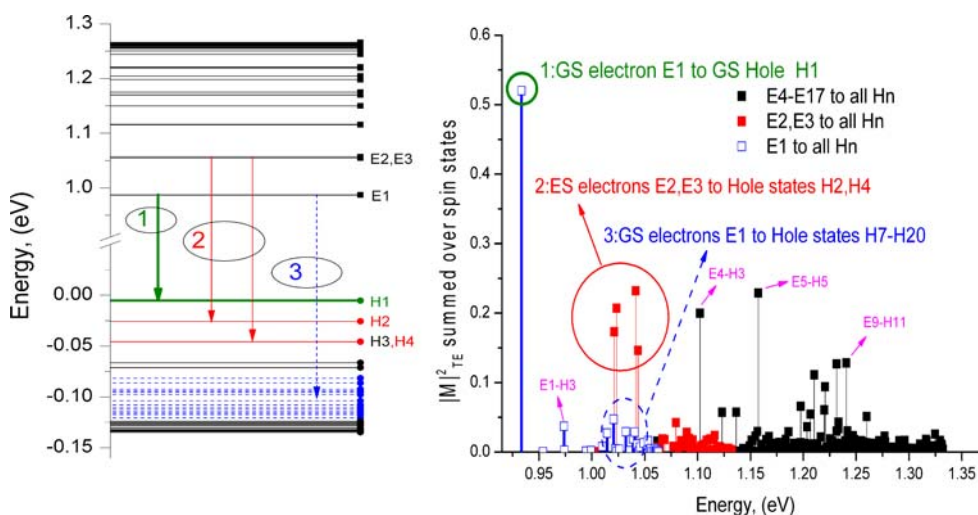 1.3
1.2
1.1
1.0
0.00
-0.05
-0.10
-0.15
Energy, (eV)
E2,E3
E1
1
2
3
H1
H2
H3,H4
0.6
0.5
0.4
0.3
0.2
0.1
0.0
|M|²TE summed over spin states
1:GS electron E1 to GS Hole H1
E4-E17 to all Hn
E2,E3 to all Hn
E1 to all Hn
2:ES electrons E2,E3 to Hole states H2,H4
3:GS electrons E1 to Hole states H7-H20
E4-H3
E5-H5
E9-H11
E1-H3
0.95 1.00 1.05 1.10 1.15 1.20 1.25 1.30 1.35
Energy, (eV)